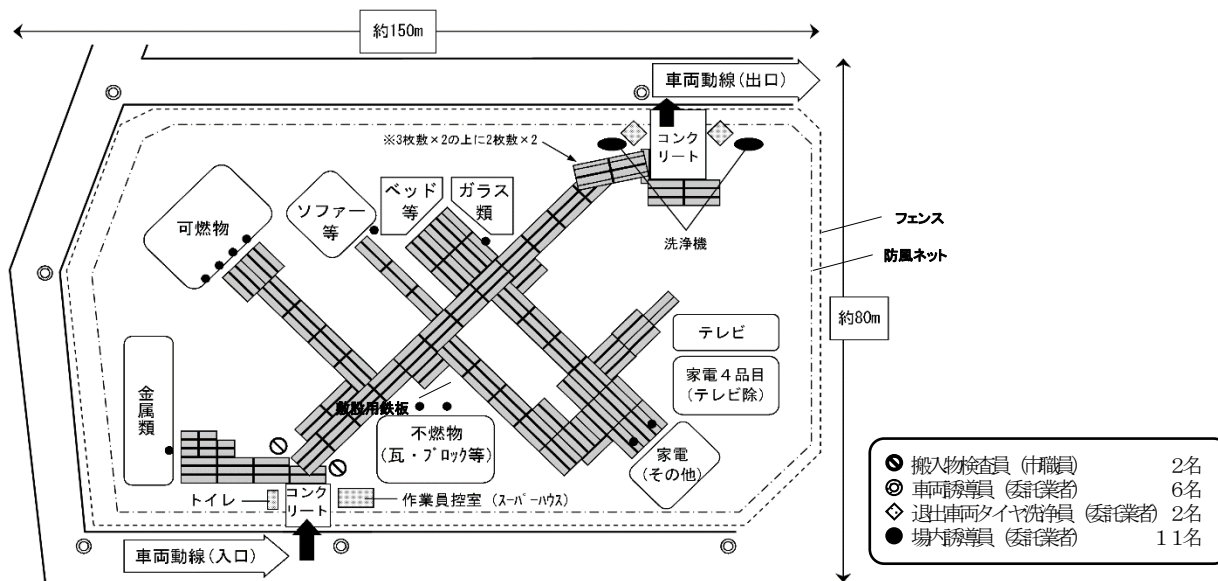 約150m
車両動線(出口)
※3枚敷×2の上に2枚敷×2
コンク
リート
ベッド
等
ガラス
類
ソファー
等
可燃物
洗浄機
フェンス
防風ネット
約80m
テレビ
家電４品目
(テレビ除)
金属類
敷設用鉄板
不燃物
(瓦・ブロック等)
家電
(その他)
トイレ
コンク
リート
作業員控室 (スーパーハウス)
車両動線(入口)
搬入物検査員 (市職員) 2名
車両誘導員 (委託業者) 6名
退出車両タイヤ洗浄員 (委託業者) 2名
場内誘導員 (委託業者) 11名